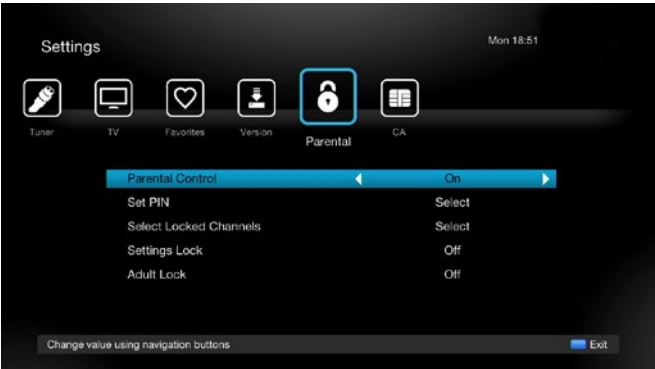 Settings
Mon 18:51
Tuner TV Favorites Version Parental CA
Parental Control On
Set PIN Select
Select Locked Channels Select
Settings Lock Off
Adult Lock Off
Change value using navigation buttons Exit